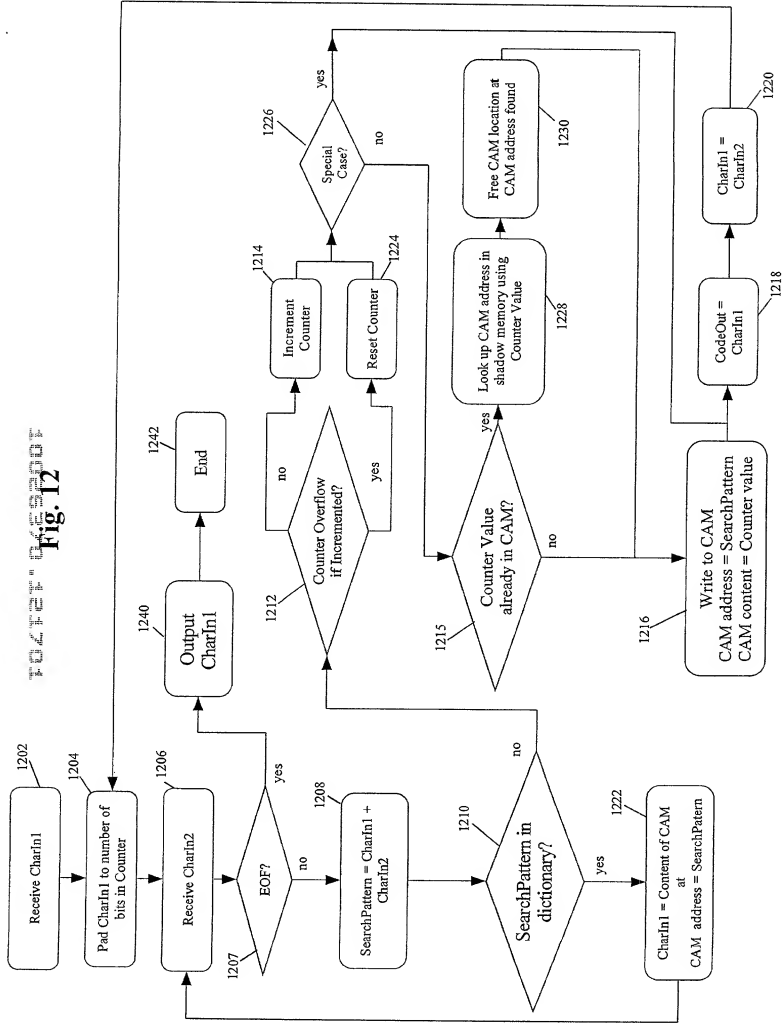 Fig. 12
1202
Receive CharIn1
1204
Pad CharIn1 to number of
bits in Counter
1206
Receive CharIn2
1207
EOF?
yes
no
1240
Output
CharIn1
1242
End
1208
SearchPattern = CharIn1 +
CharIn2
1210
SearchPattern in
dictionary?
no
yes
1222
CharIn1 = Content of CAM
at
CAM address = SearchPatern
1212
Counter Overflow
if Incremented?
no
yes
1214
Increment
Counter
1224
Reset Counter
1226
Special
Case?
yes
no
1215
Counter Value
already in CAM?
yes
no
1228
Look up CAM address in
shadow memory using
Counter Value
1230
Free CAM location at
CAM address found
1216
Write to CAM
CAM address = SearchPattern
CAM content = Counter value
1218
CodeOut =
CharIn1
1220
CharIn1 =
CharIn2